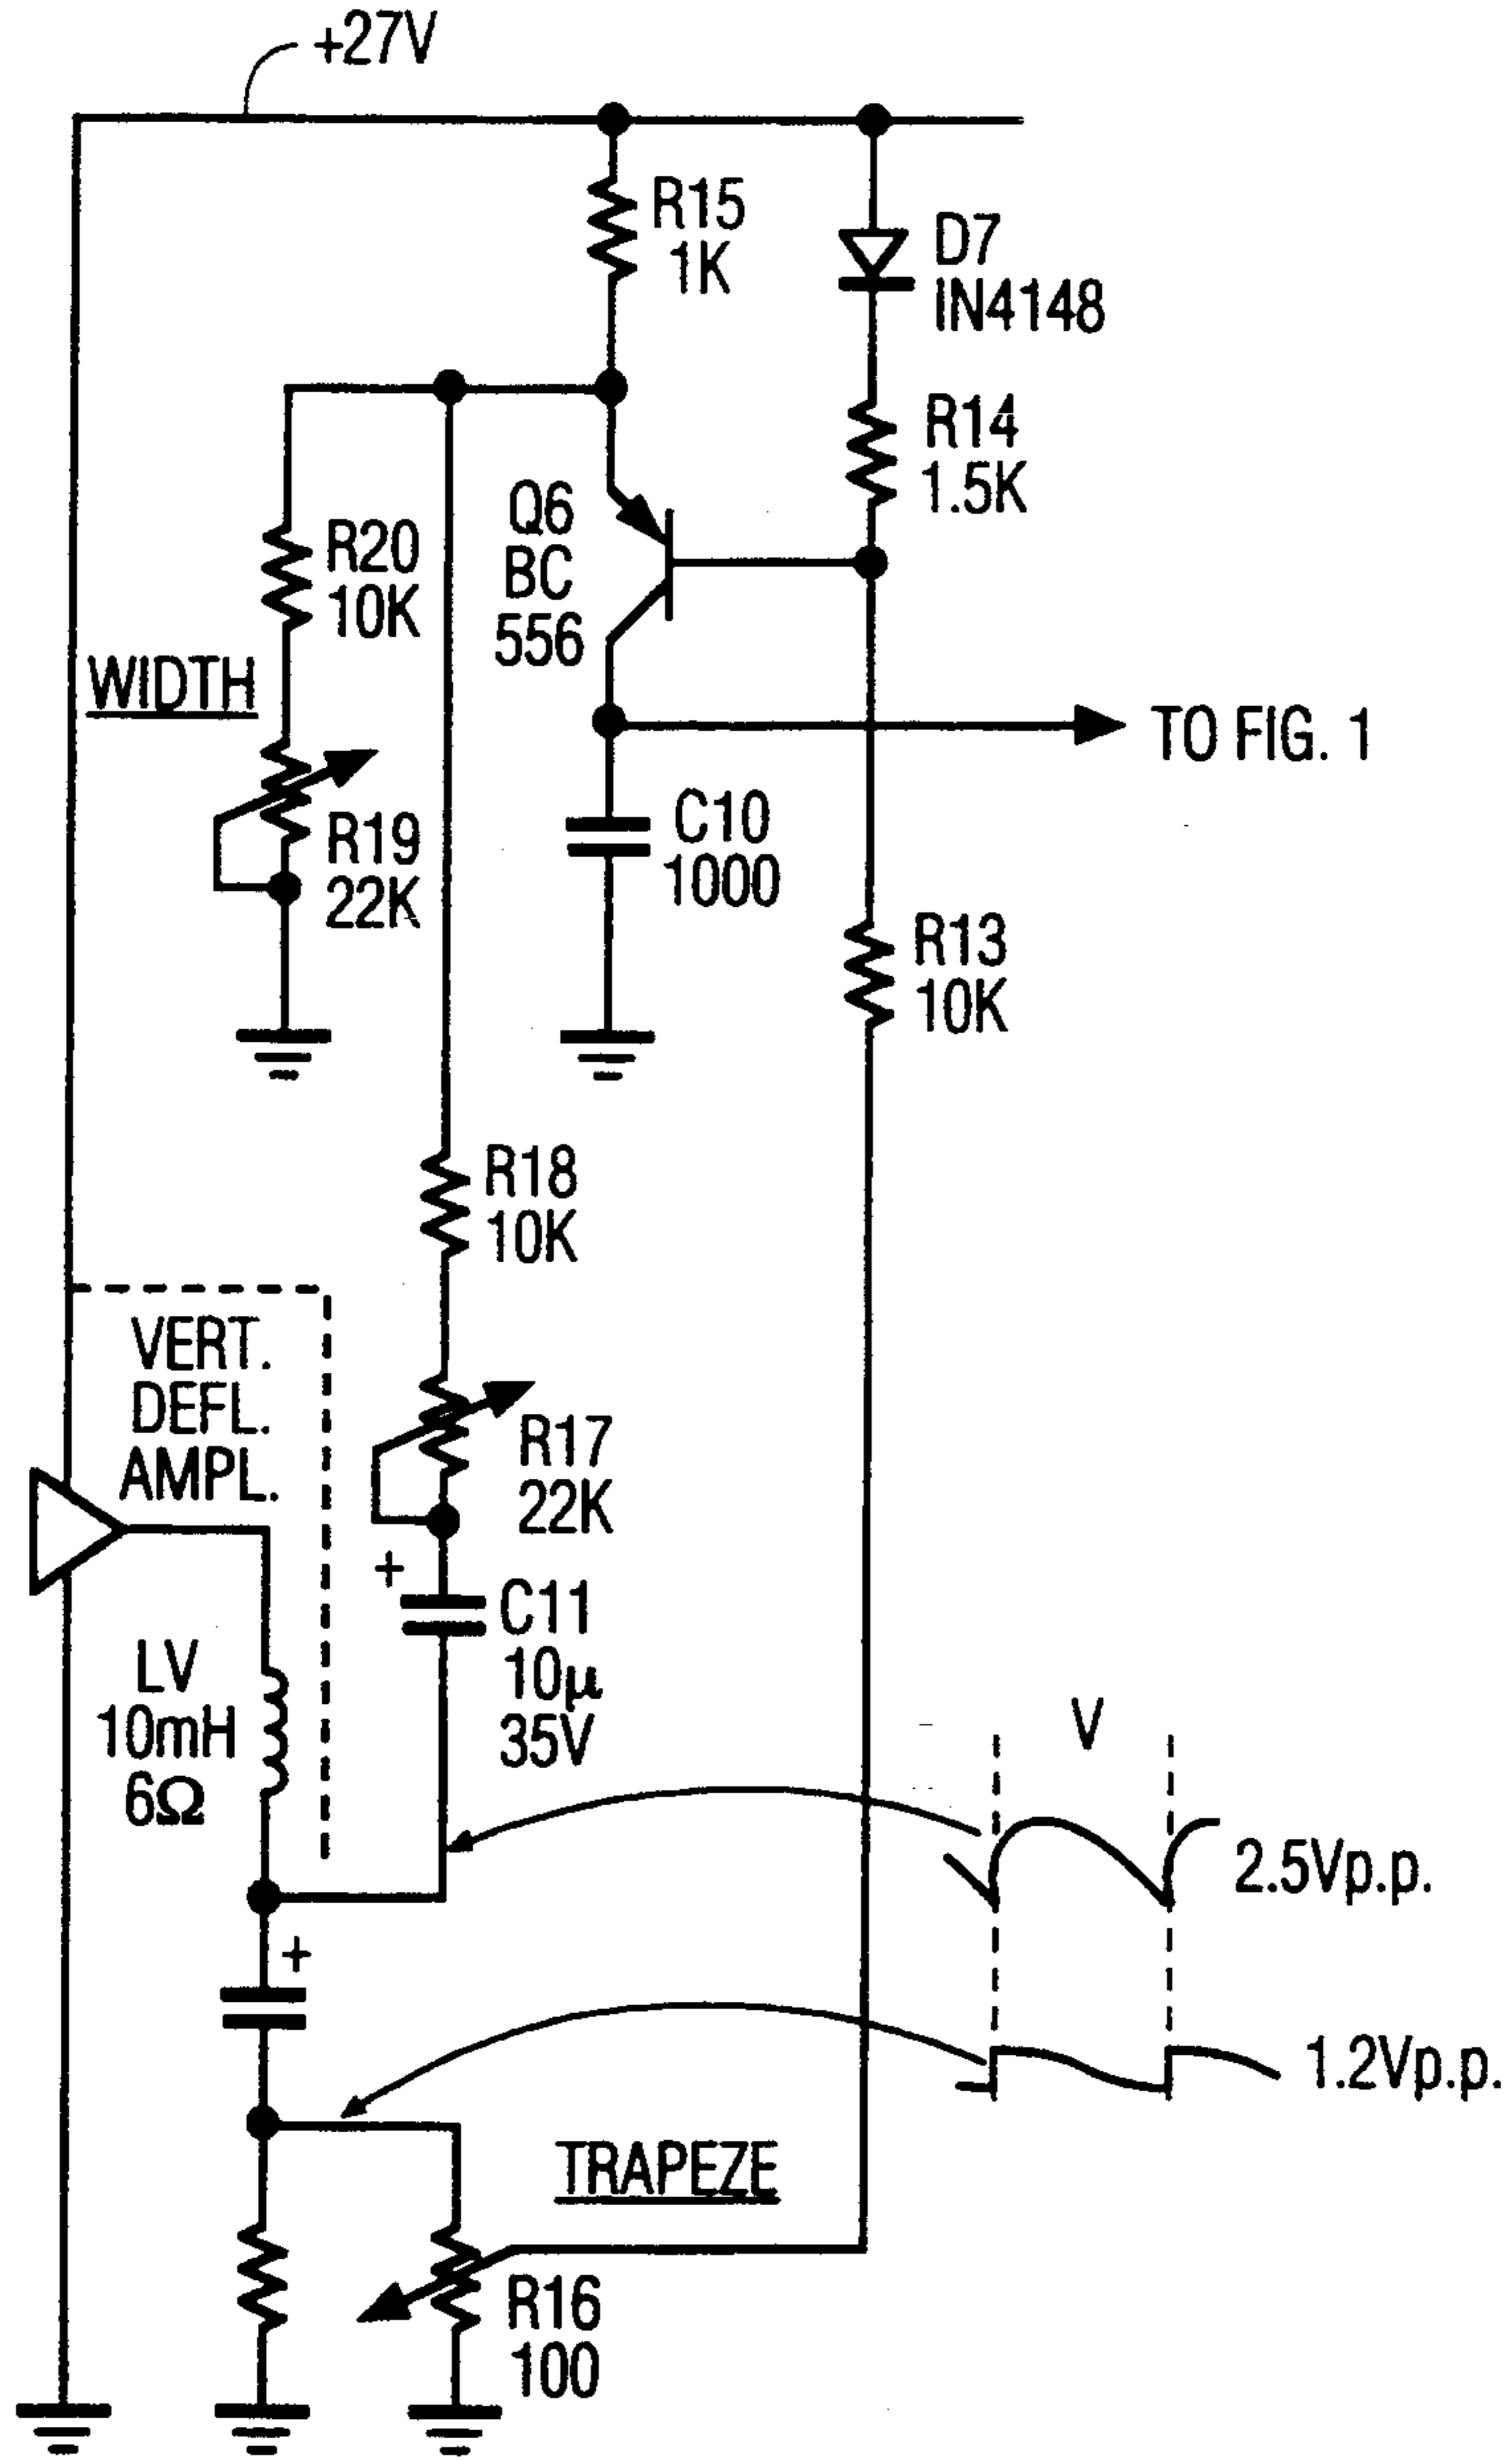 +27V
R15
1K
D7
IN4148
R14
1.5K
Q6
BC
556
R20
10K
WIDTH
TO FIG. 1
R19
22K
C10
1000
R13
10K
R18
10K
VERT.
DEFL.
AMPL.
R17
22K
+
C11
10μ
35V
LV
10mH
6Ω
V
2.5Vp.p.
+
1.2Vp.p.
TRAPEZE
R16
100